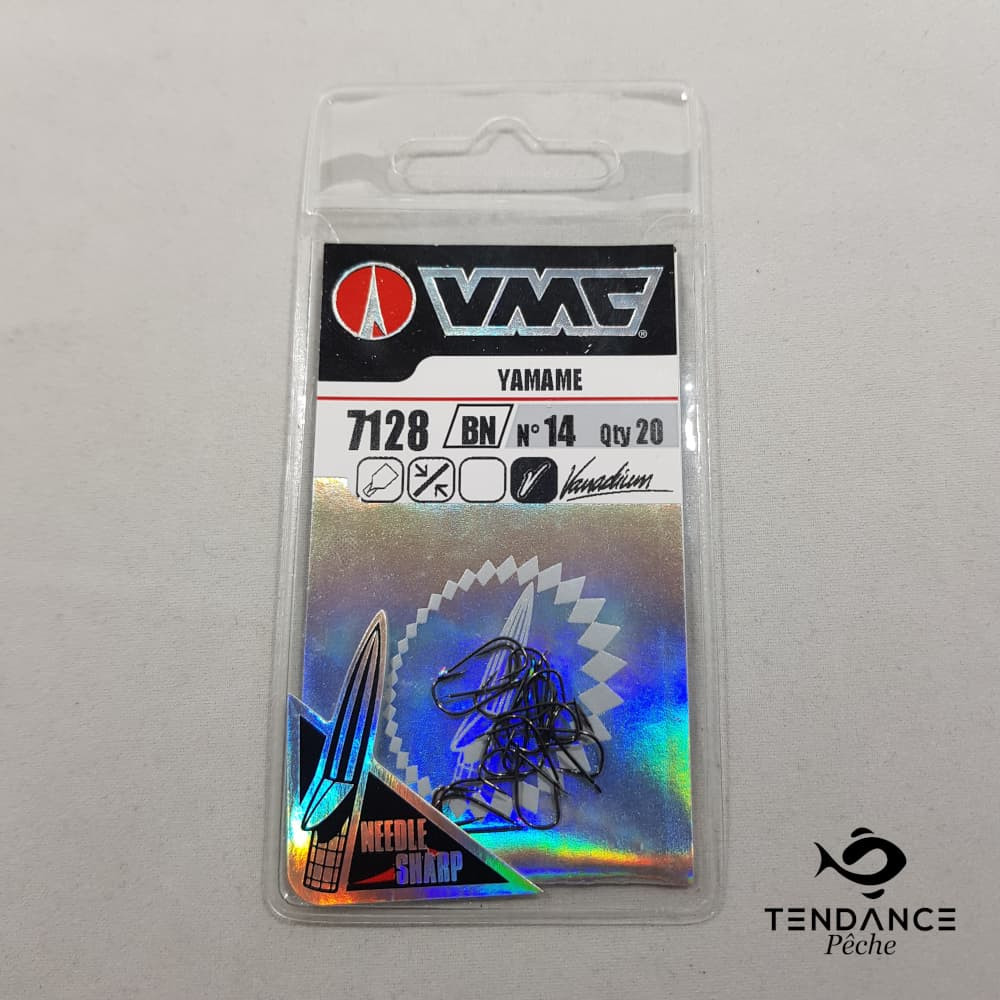 VMC®
YAMAME
7128 BN N° 14 Qty 20
Vanadium
NEEDLE
SHARP
TENDANCE
Pêche